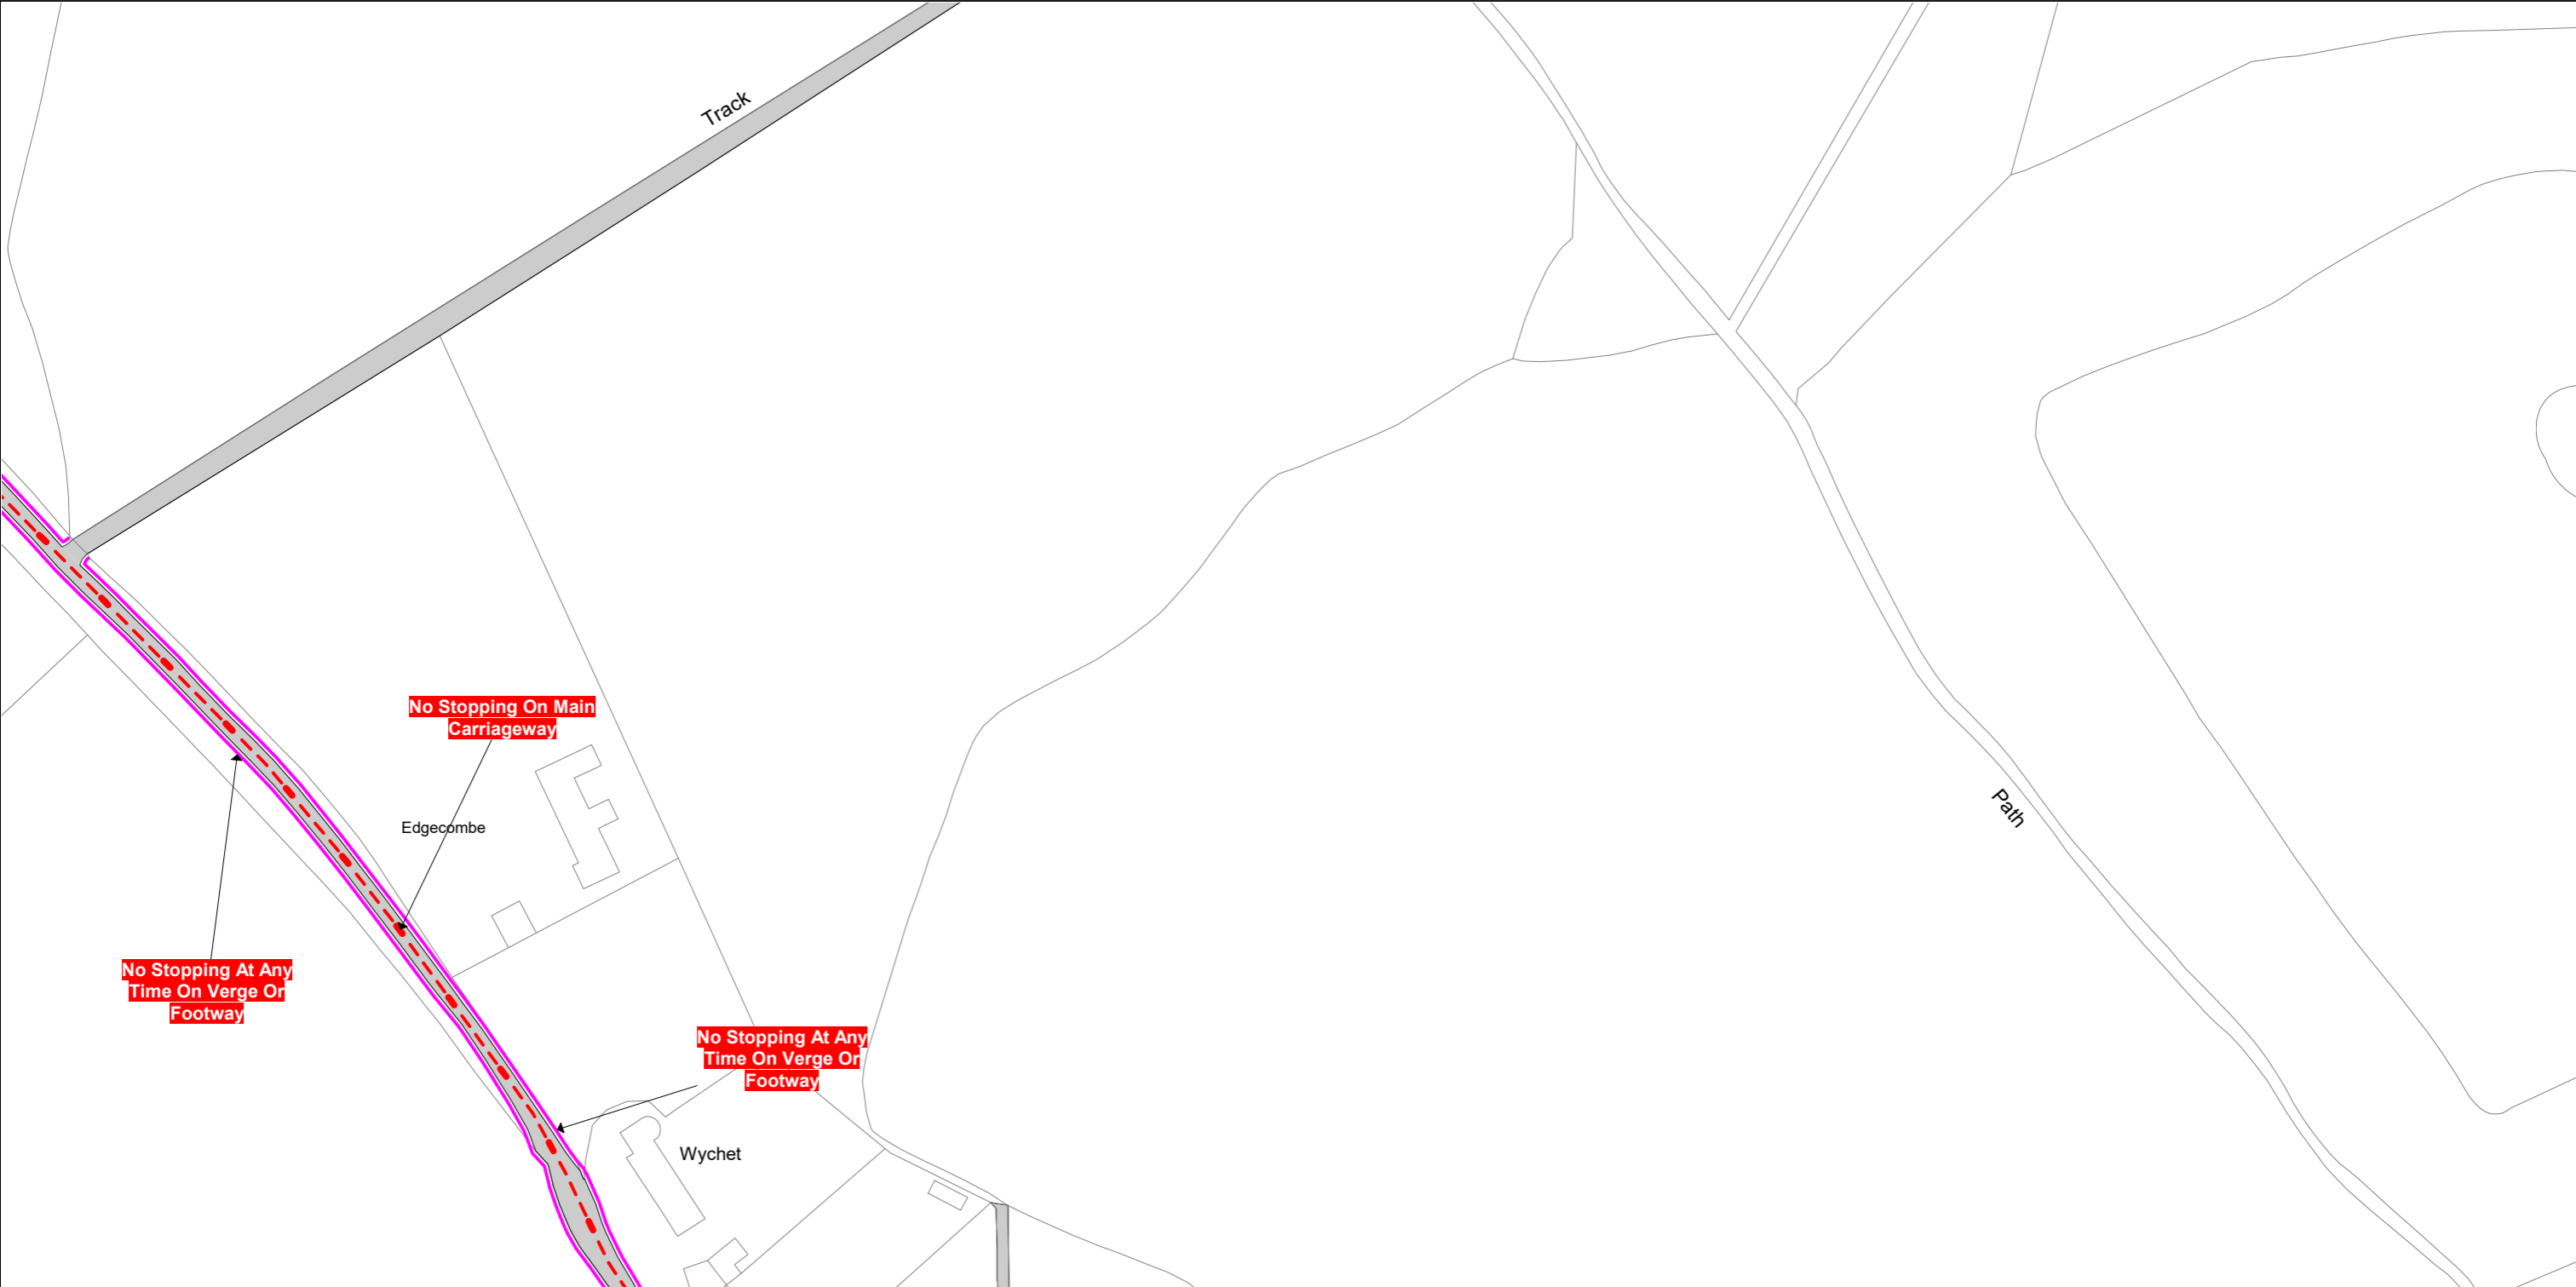 Track
No Stopping On Main
Carriageway
Edgecombe
Path
No Stopping At Any
Time On Verge Or
Footway
No Stopping At Any
Time On Verge Or
Footway
Wychet